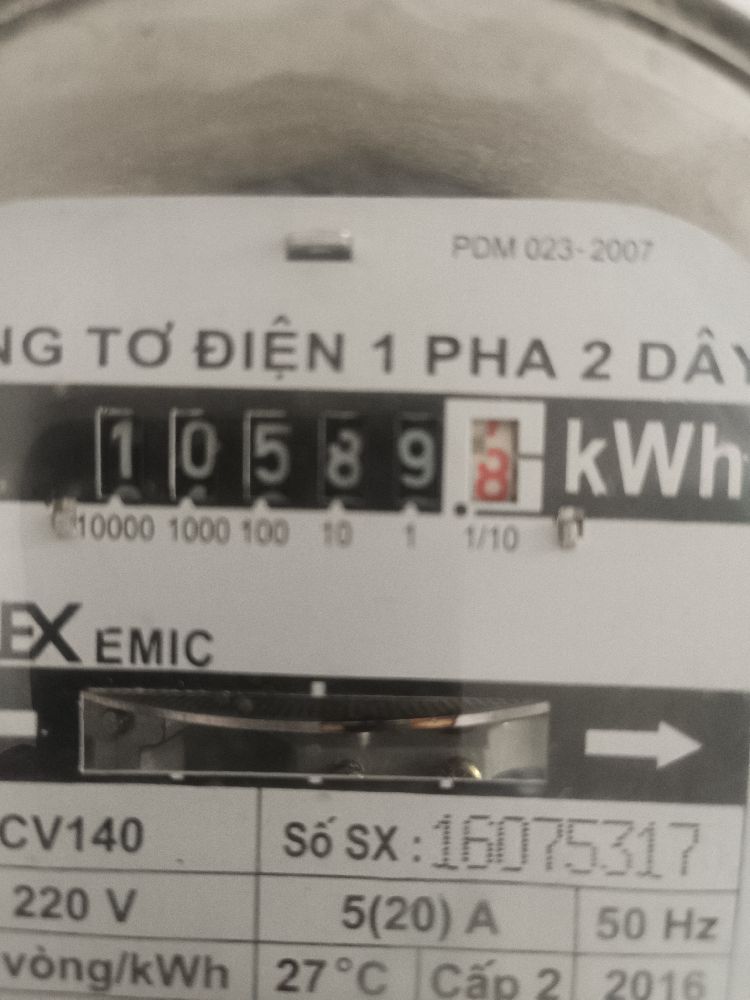 PDM 023-2007
NG TƠ ĐIỆN 1 PHA 2 DÂY
1 0 5 8 9 8 kWh
10000 1000 100 10 1 1/10
EX EMIC
CV140 Số SX : 16075317
220 V 5(20) A 50 Hz
vòng/kWh 27°C Cấp 2 2016